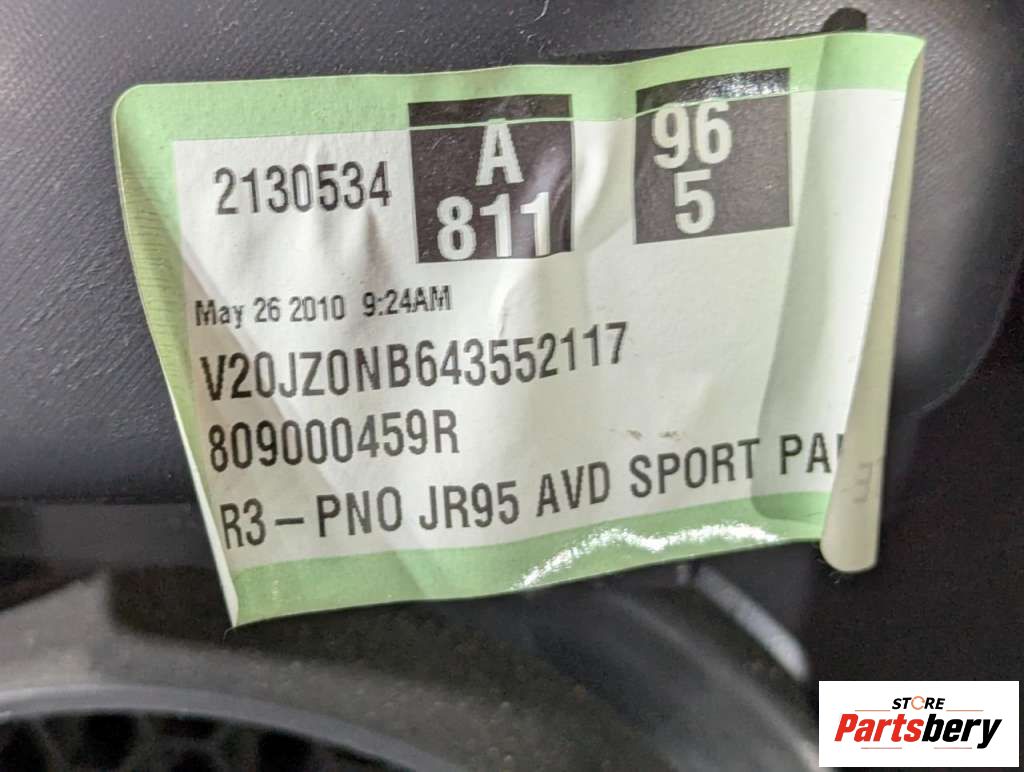 2130534
A
811
96
5
May 26 2010 9:24AM
V20JZ0NB643552117
809000459R
R3 – PNO JR95 AVD SPORT
STORE
Partsbery